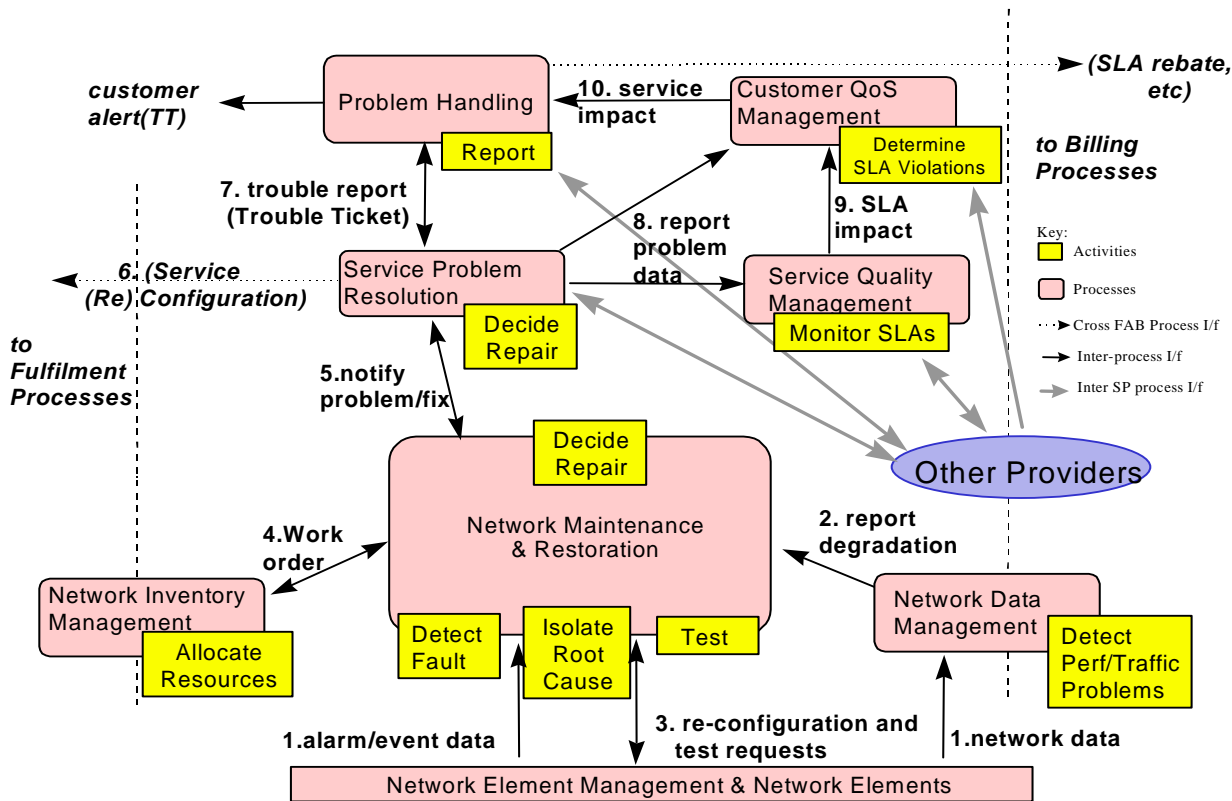 (SLA rebate,
etc)
customer
alert(TT)
Problem Handling
Report
10. service
impact
Customer QoS
Management
Determine
SLA Violations
to Billing
Processes
7. trouble report
(Trouble Ticket)
8. report
problem
data
9. SLA
impact
Key:
Activities
Processes
Cross FAB Process I/f
Inter-process I/f
Inter SP process I/f
6. (Service
(Re) Configuration)
Service Problem
Resolution
Decide
Repair
Service Quality
Management
Monitor SLAs
to
Fulfilment
Processes
5.notify
problem/fix
Decide
Repair
Other Providers
Network Maintenance
& Restoration
4.Work
order
2. report
degradation
Network Inventory
Management
Allocate
Resources
Detect
Fault
Isolate
Root
Cause
Test
Network Data
Management
Detect
Perf/Traffic
Problems
1.alarm/event data
3. re-configuration and
test requests
1.network data
Network Element Management & Network Elements